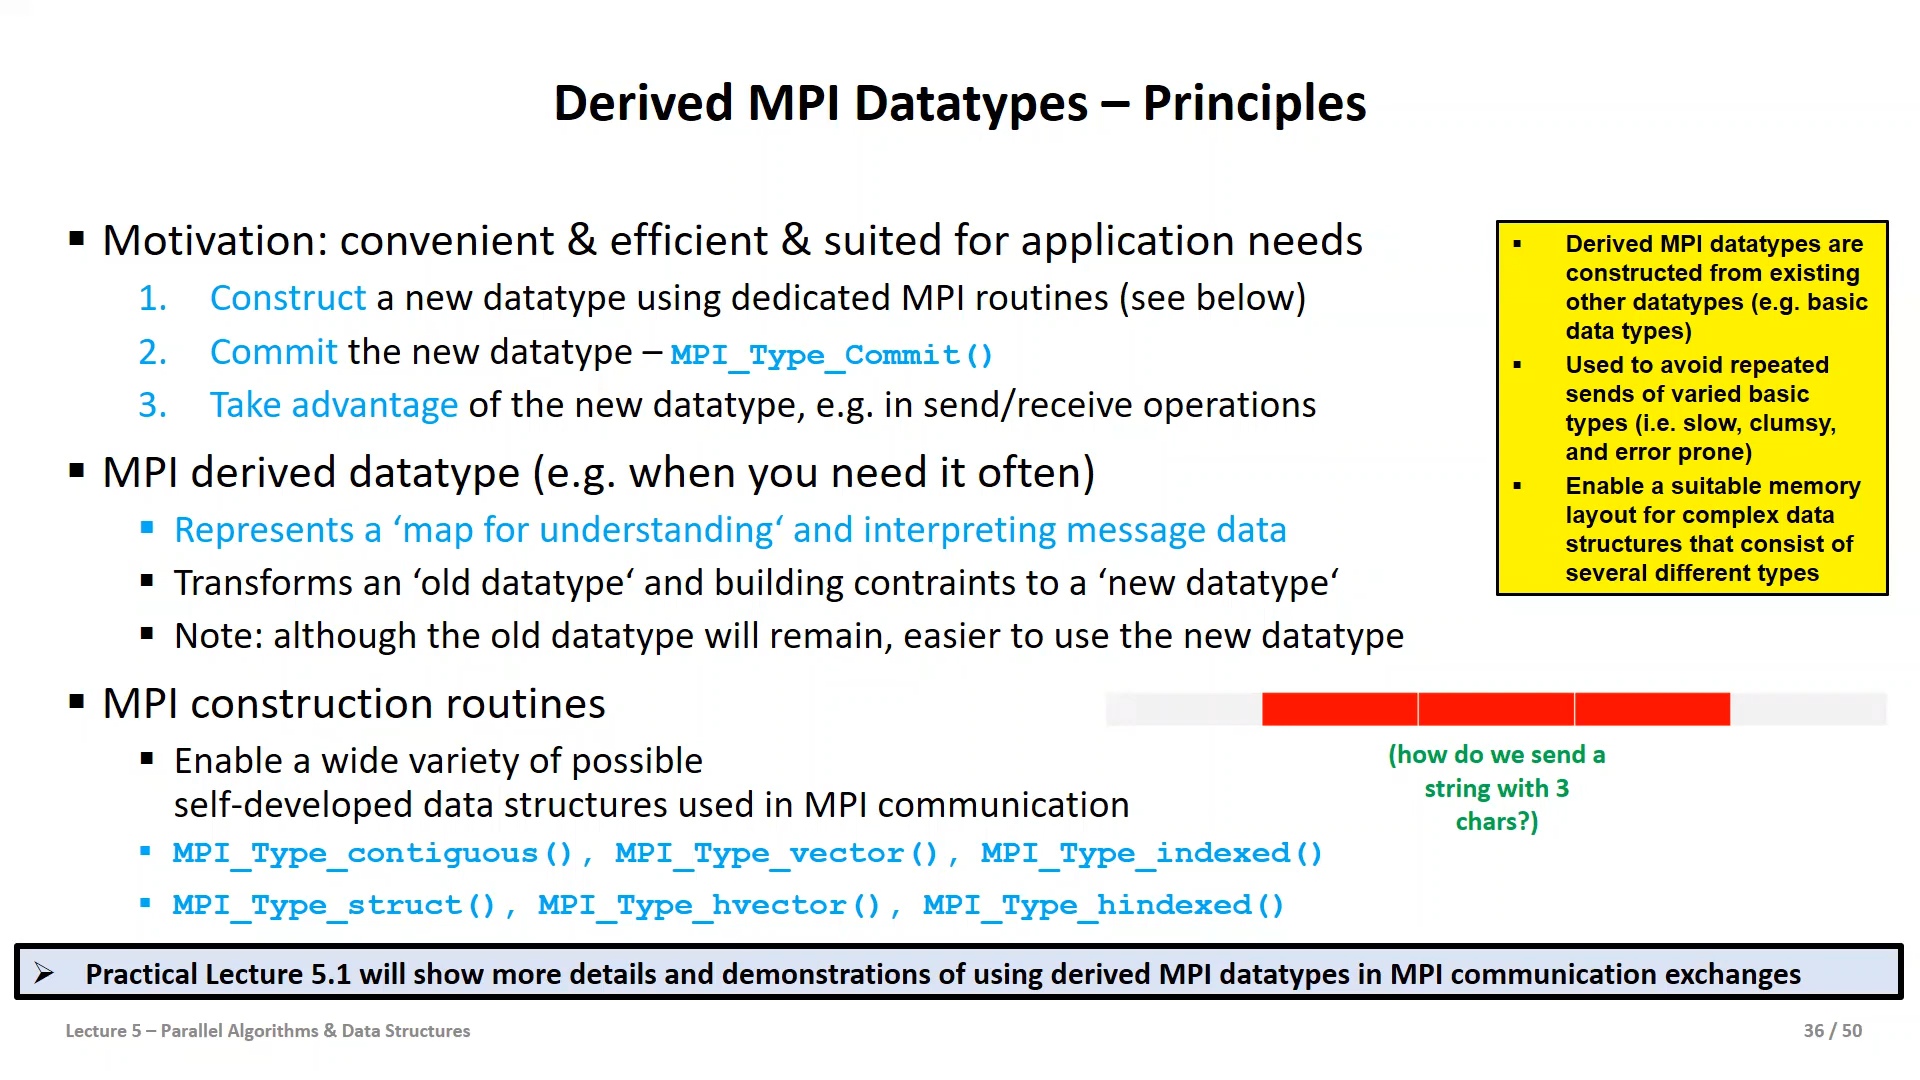 Derived MPI Datatypes – Principles
▪ Motivation: convenient & efficient & suited for application needs
1. Construct a new datatype using dedicated MPI routines (see below)
2. Commit the new datatype – MPI_Type_Commit()
3. Take advantage of the new datatype, e.g. in send/receive operations
▪ MPI derived datatype (e.g. when you need it often)
▪ Represents a ‘map for understanding‘ and interpreting message data
▪ Transforms an ‘old datatype‘ and building contraints to a ‘new datatype‘
▪ Note: although the old datatype will remain, easier to use the new datatype
▪ MPI construction routines
▪ Enable a wide variety of possible
self-developed data structures used in MPI communication
▪ MPI_Type_contiguous(), MPI_Type_vector(), MPI_Type_indexed()
▪ MPI_Type_struct(), MPI_Type_hvector(), MPI_Type_hindexed()
▪ Derived MPI datatypes are
constructed from existing
other datatypes (e.g. basic
data types)
▪ Used to avoid repeated
sends of varied basic
types (i.e. slow, clumsy,
and error prone)
▪ Enable a suitable memory
layout for complex data
structures that consist of
several different types
(how do we send a
string with 3
chars?)
➢ Practical Lecture 5.1 will show more details and demonstrations of using derived MPI datatypes in MPI communication exchanges
Lecture 5 – Parallel Algorithms & Data Structures
36 / 50